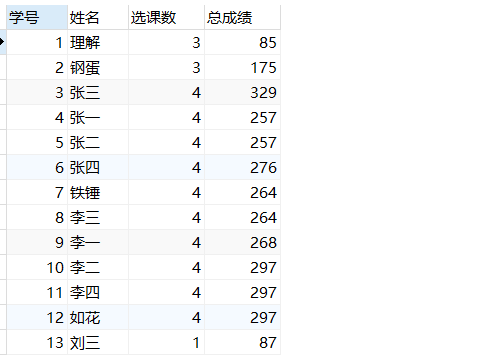 学号 姓名 选课数 总成绩
1 理解 3 85
2 钢蛋 3 175
3 张三 4 329
4 张一 4 257
5 张二 4 257
6 张四 4 276
7 铁锤 4 264
8 李三 4 264
9 李一 4 268
10 李二 4 297
11 李四 4 297
12 如花 4 297
13 刘三 1 87